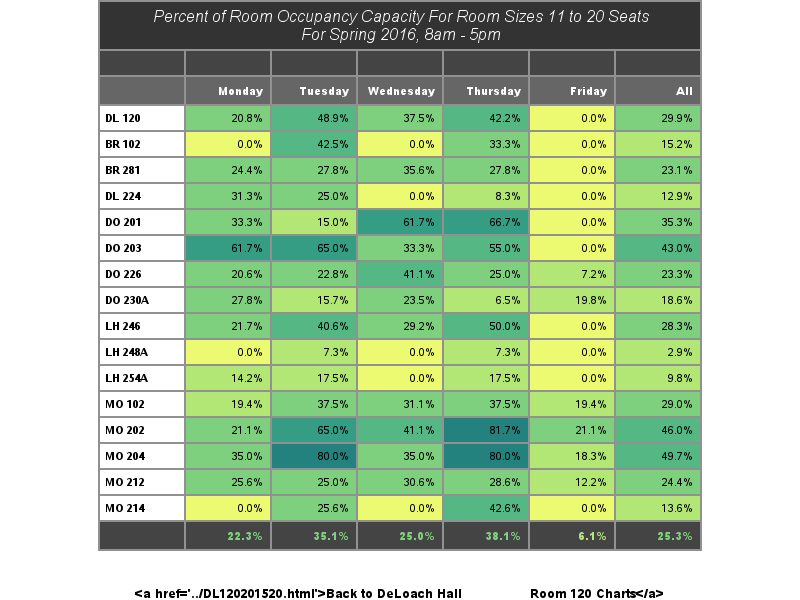 Percent of Room Occupancy Capacity For Room Sizes 11 to 20 Seats
For Spring 2016, 8am - 5pm
Monday Tuesday Wednesday Thursday Friday All
DL 120 20.8% 48.9% 37.5% 42.2% 0.0% 29.9%
BR 102 0.0% 42.5% 0.0% 33.3% 0.0% 15.2%
BR 281 24.4% 27.8% 35.6% 27.8% 0.0% 23.1%
DL 224 31.3% 25.0% 0.0% 8.3% 0.0% 12.9%
DO 201 33.3% 15.0% 61.7% 66.7% 0.0% 35.3%
DO 203 61.7% 65.0% 33.3% 55.0% 0.0% 43.0%
DO 226 20.6% 22.8% 41.1% 25.0% 7.2% 23.3%
DO 230A 27.8% 15.7% 23.5% 6.5% 19.8% 18.6%
LH 246 21.7% 40.6% 29.2% 50.0% 0.0% 28.3%
LH 248A 0.0% 7.3% 0.0% 7.3% 0.0% 2.9%
LH 254A 14.2% 17.5% 0.0% 17.5% 0.0% 9.8%
MO 102 19.4% 37.5% 31.1% 37.5% 19.4% 29.0%
MO 202 21.1% 65.0% 41.1% 81.7% 21.1% 46.0%
MO 204 35.0% 80.0% 35.0% 80.0% 18.3% 49.7%
MO 212 25.6% 25.0% 30.6% 28.6% 12.2% 24.4%
MO 214 0.0% 25.6% 0.0% 42.6% 0.0% 13.6%
22.3% 35.1% 25.0% 38.1% 6.1% 25.3%
<a href='../DL120201520.html'>Back to DeLoach Hall Room 120 Charts</a>